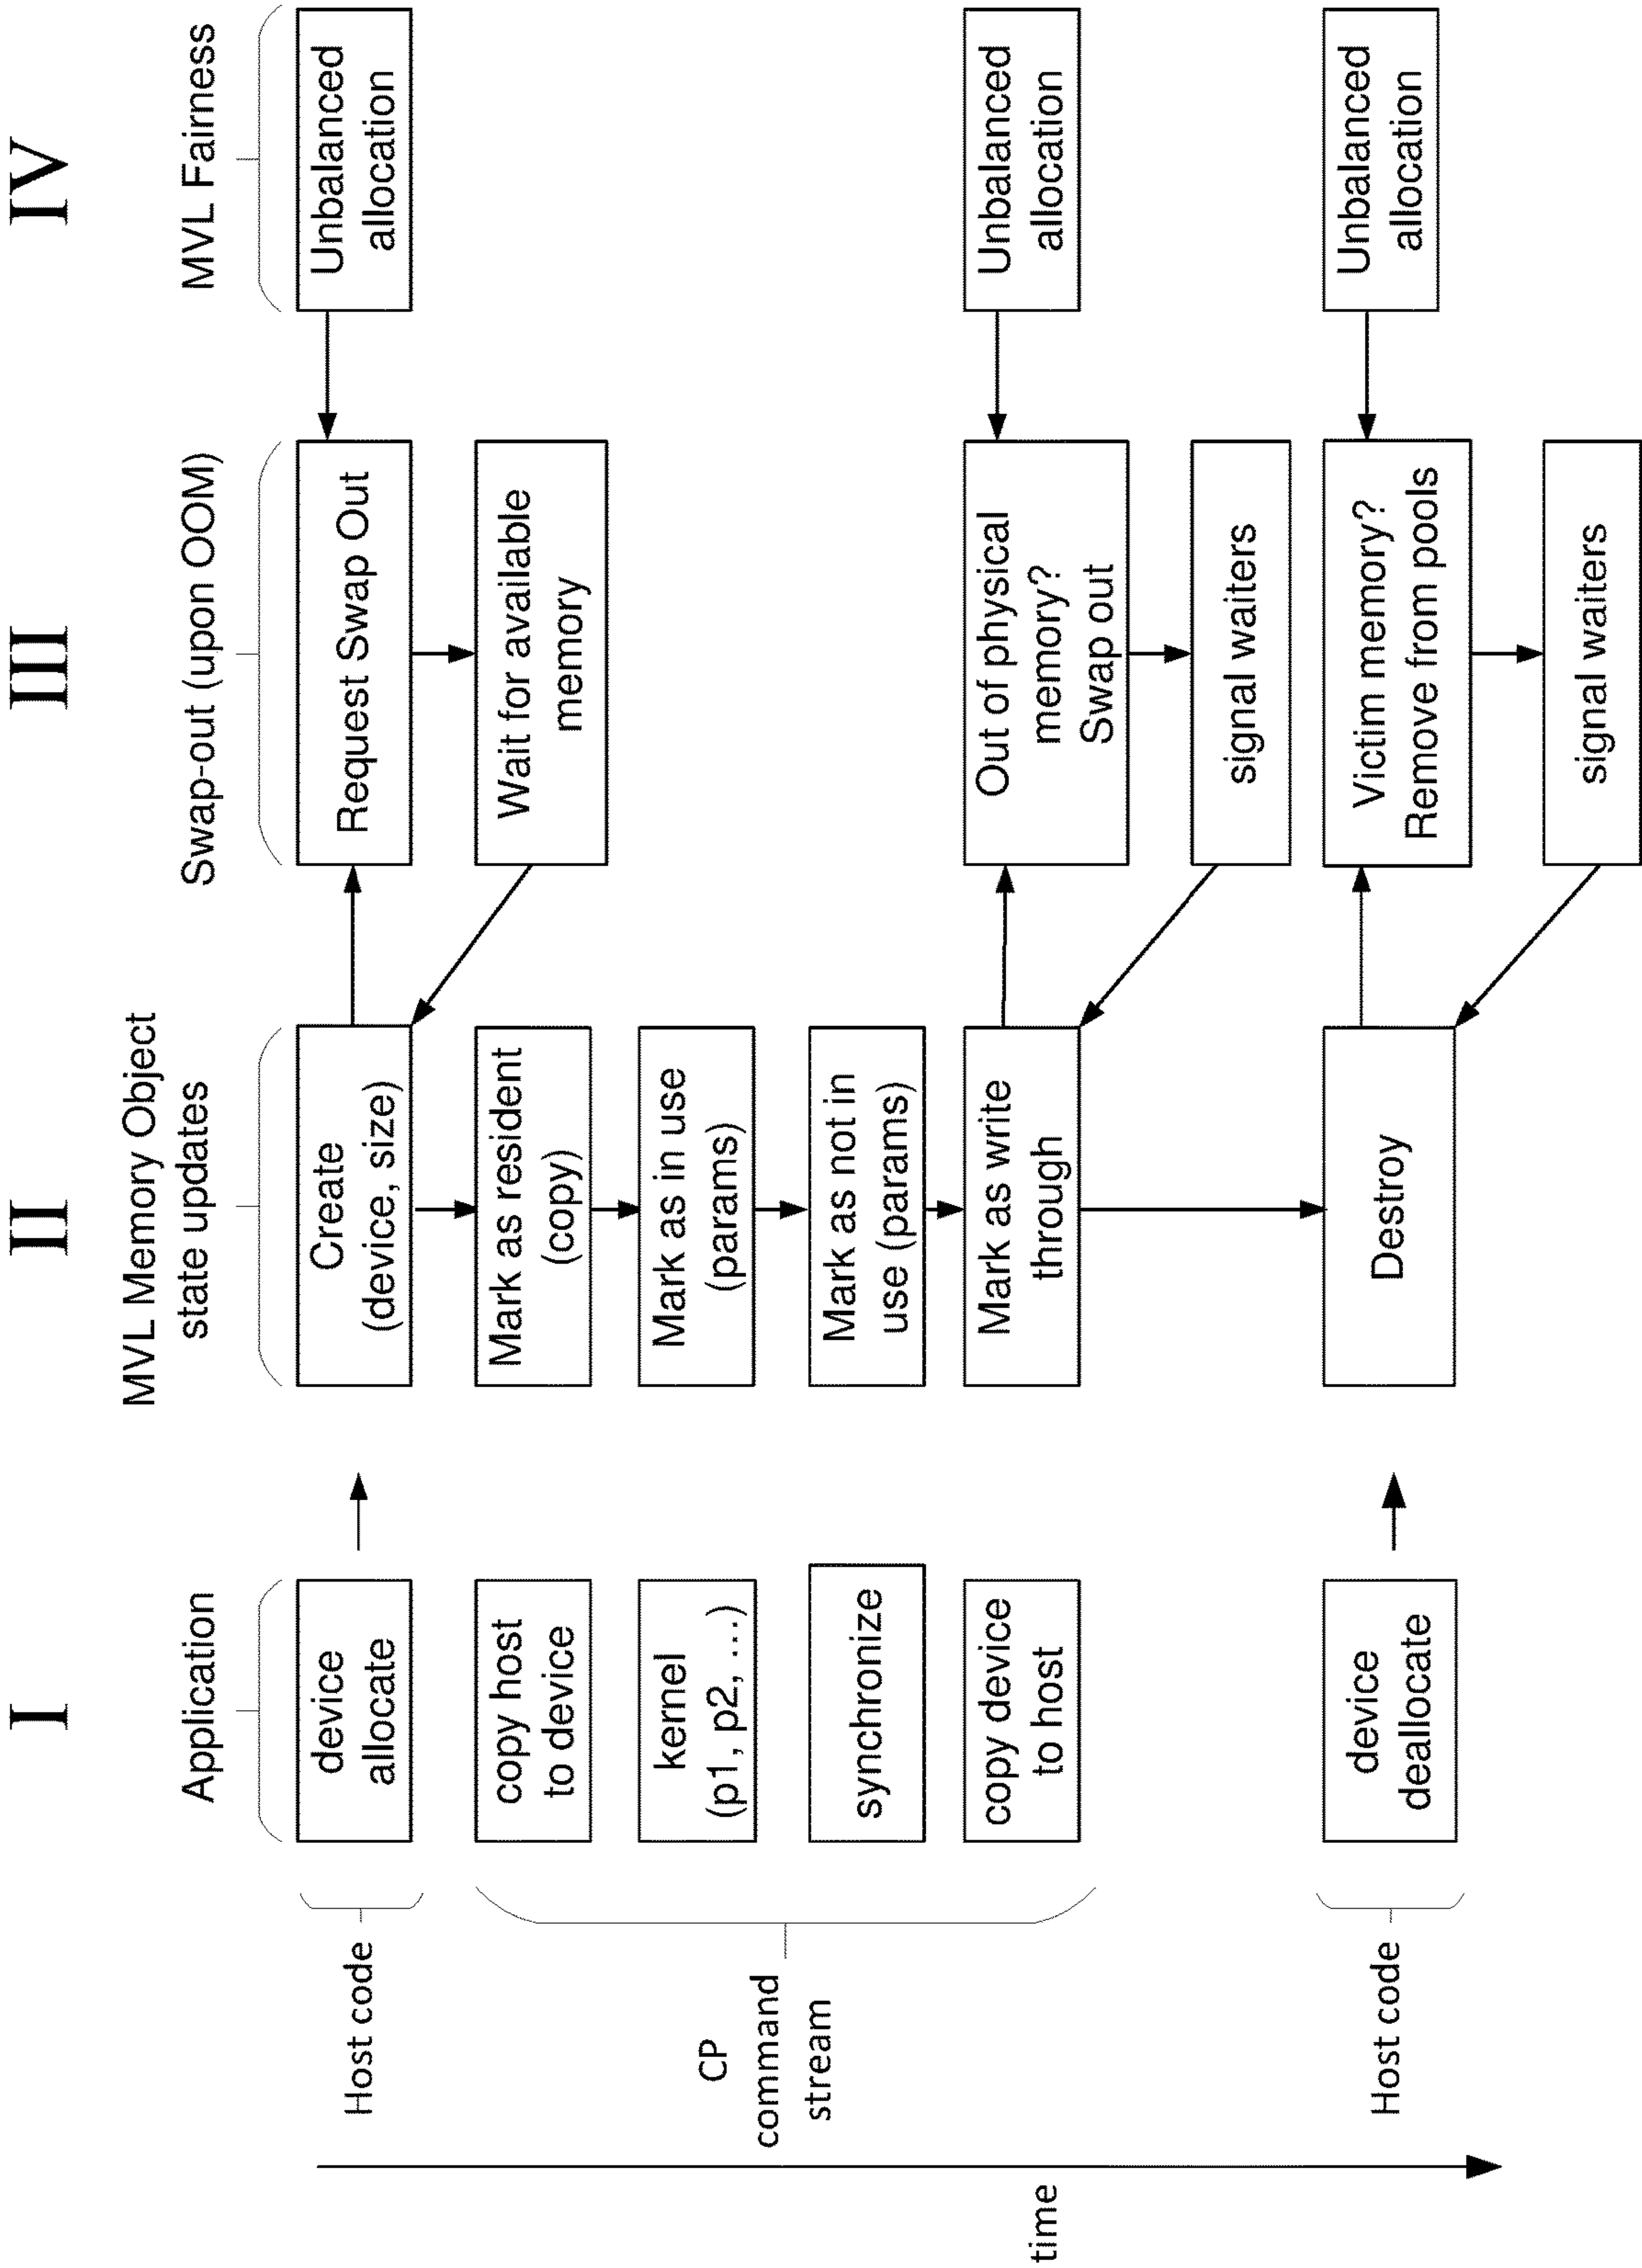 I
II
III
IV
Application
MVL Memory Object
state updates
Swap-out (upon OOM)
MVL Fairness
Host code
device
allocate
Create
(device, size)
Request Swap Out
Unbalanced
allocation
CP
command
stream
copy host
to device
Mark as resident
(copy)
Wait for available
memory
kernel
(p1, p2, …)
Mark as in use
(params)
synchronize
Mark as not in
use (params)
copy device
to host
Mark as write
through
Out of physical
memory?
Swap out
Unbalanced
allocation
signal waiters
Host code
device
deallocate
Destroy
Victim memory?
Remove from pools
Unbalanced
allocation
signal waiters
time